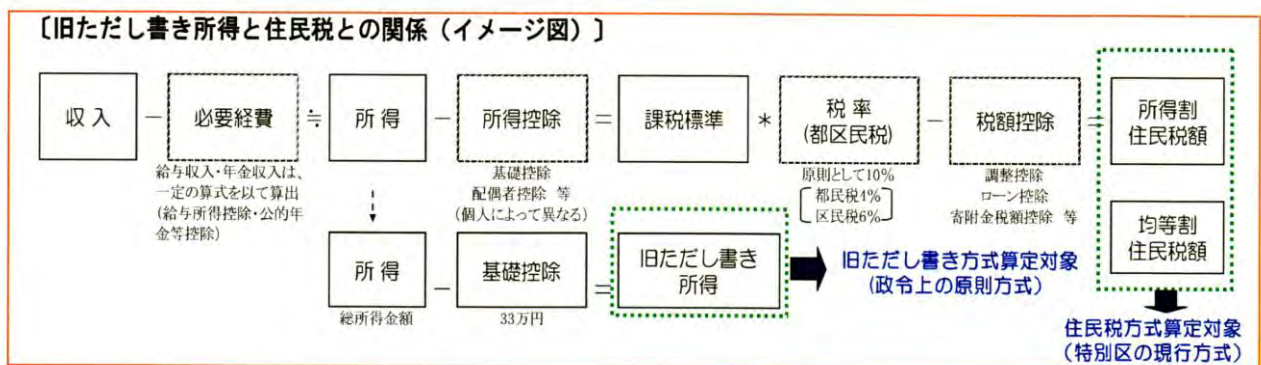 〔旧ただし書き所得と住民税との関係（イメージ図）〕
収入 － 必要経費 ≒ 所得 － 所得控除 ＝ 課税標準 * 税率 － 税額控除 ＝ 所得割
(都区民税)
住民税額
給与収入・年金収入は、
一定の算式を以て算出
(給与所得控除・公的年
金等控除)
基礎控除
配偶者控除 等
(個人によって異なる)
原則として10%
都民税4%
区民税6%
調整控除
ローン控除
寄附金税額控除 等
均等割
住民税額
所得 － 基礎控除 ＝ 旧ただし書き
所得
総所得金額
33万円
旧ただし書き方式算定対象
(政令上の原則方式)
住民税方式算定対象
(特別区の現行方式)